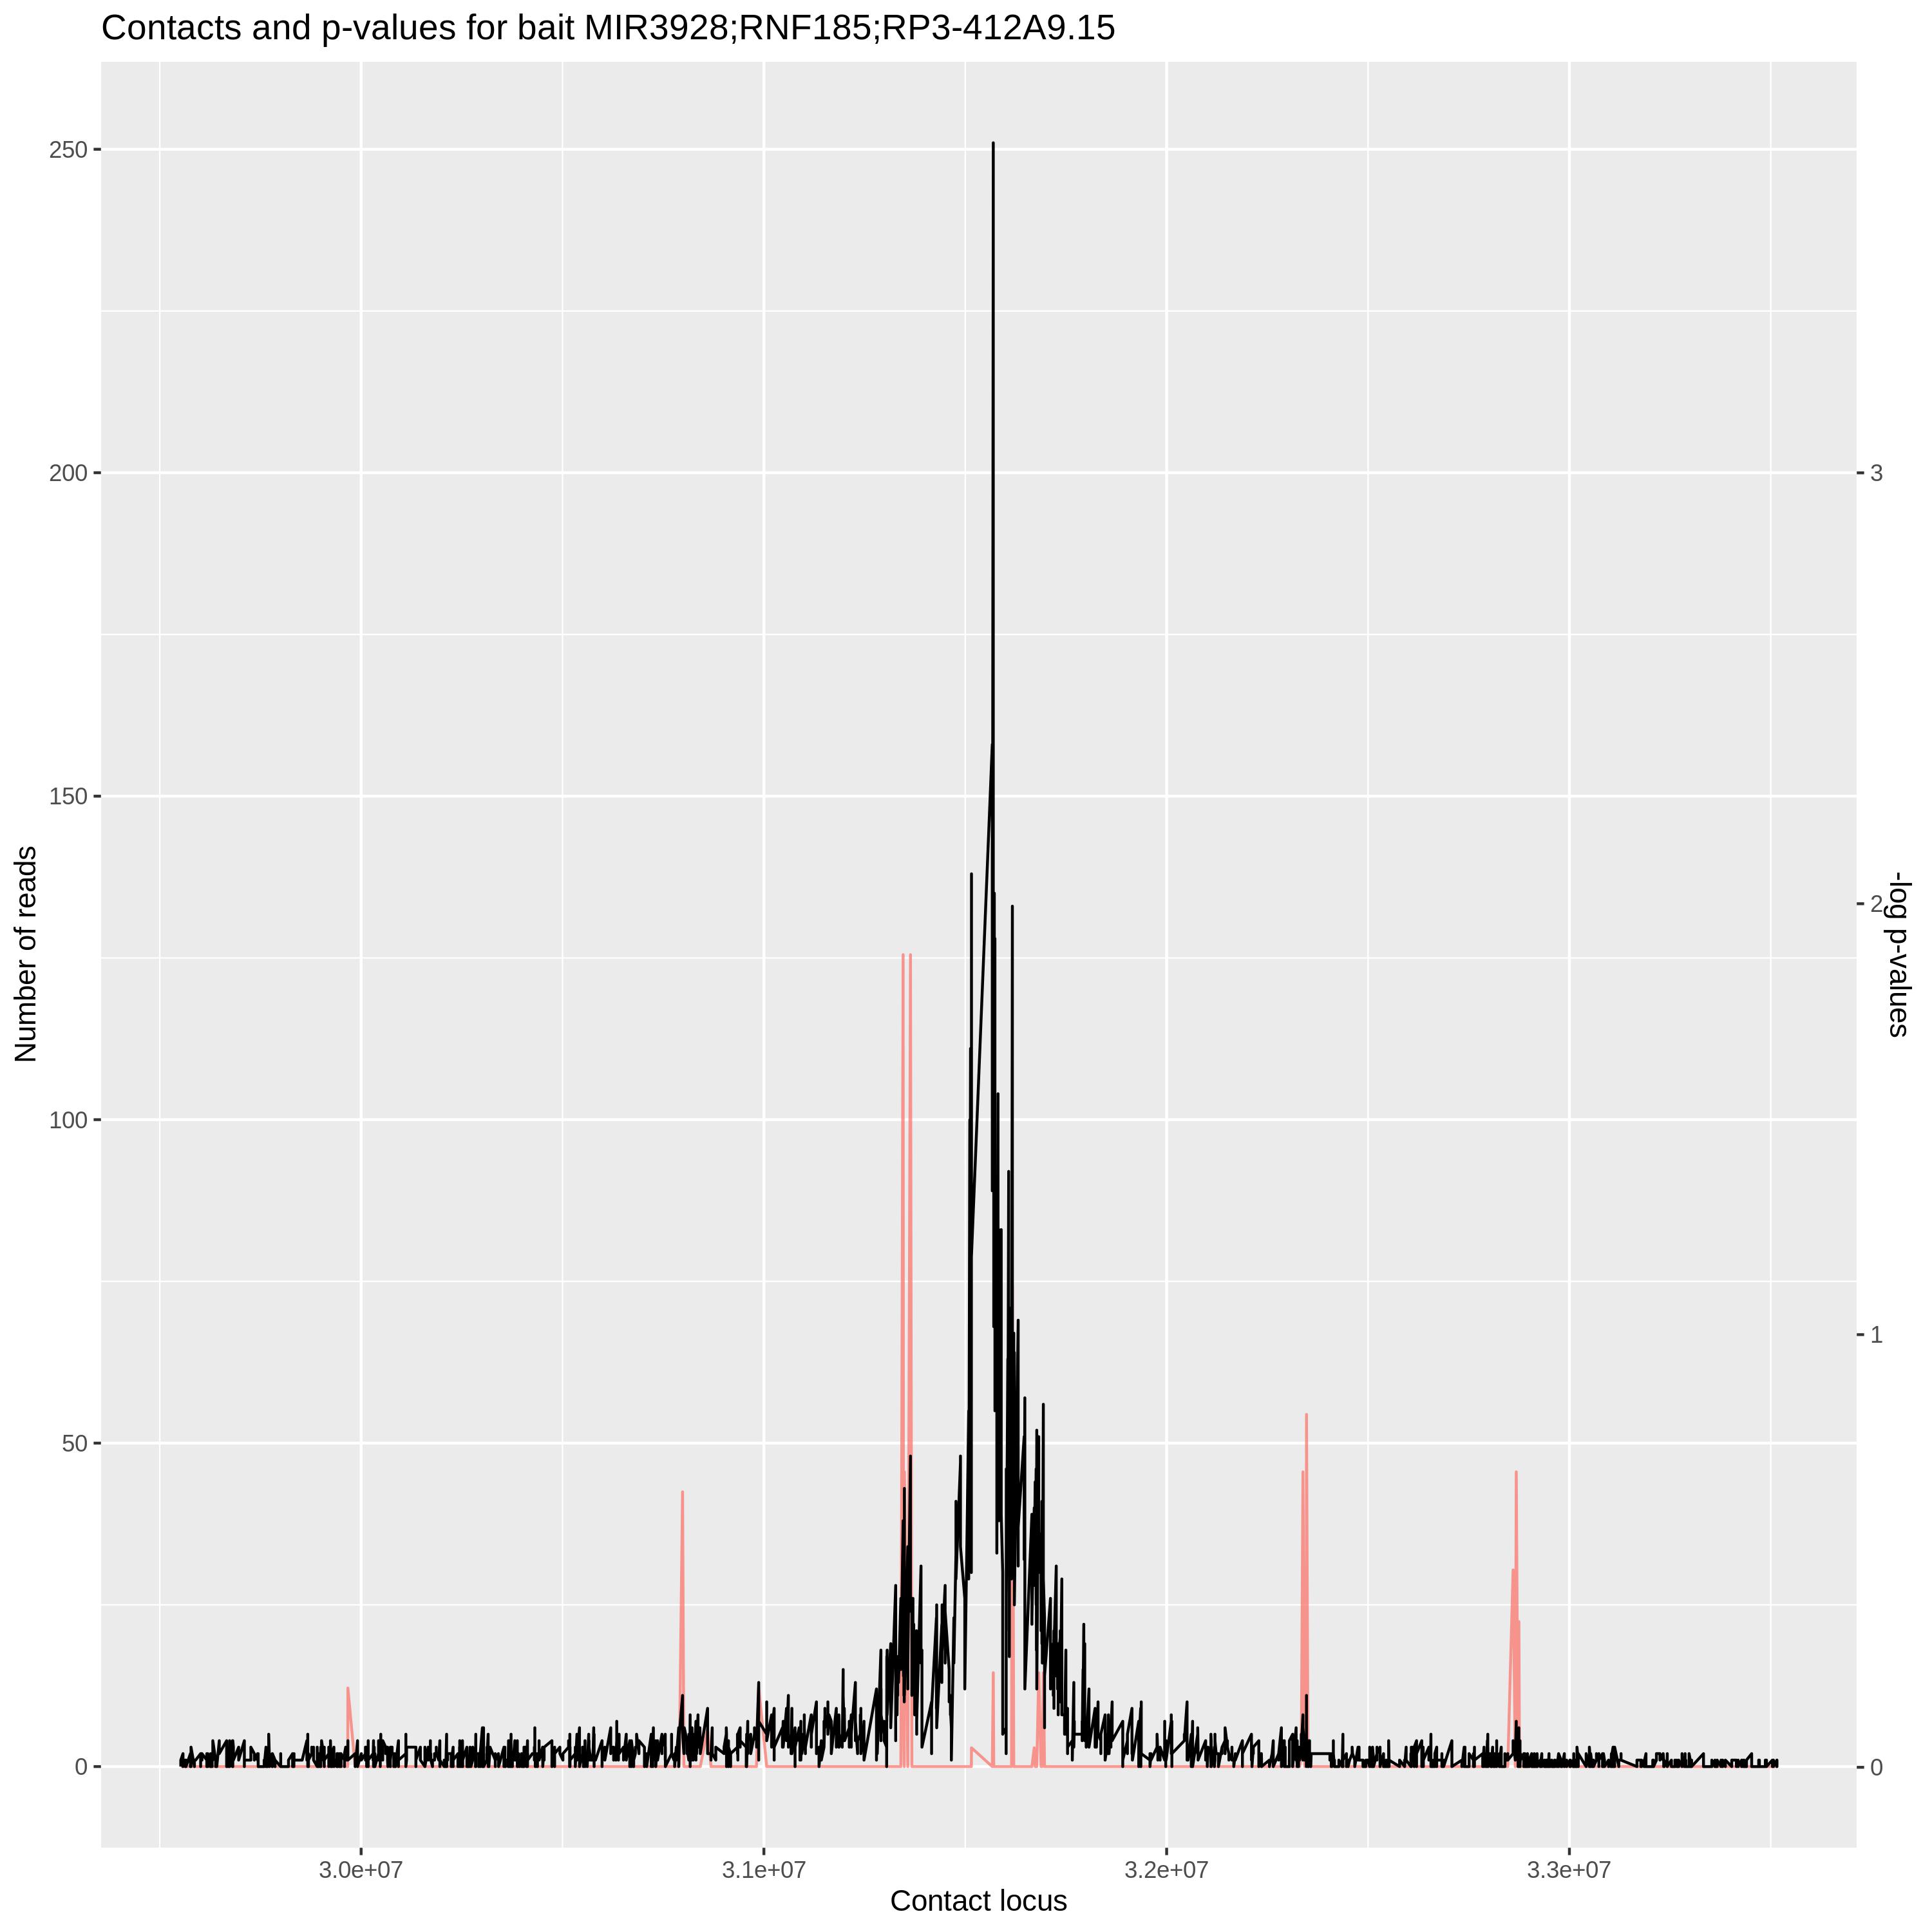 Contacts and p-values for bait MIR3928;RNF185;RP3-412A9.15
250
200
150
100
50
0
Number of reads
3
2
1
0
-log p-values
3.0e+07
3.1e+07
3.2e+07
3.3e+07
Contact locus